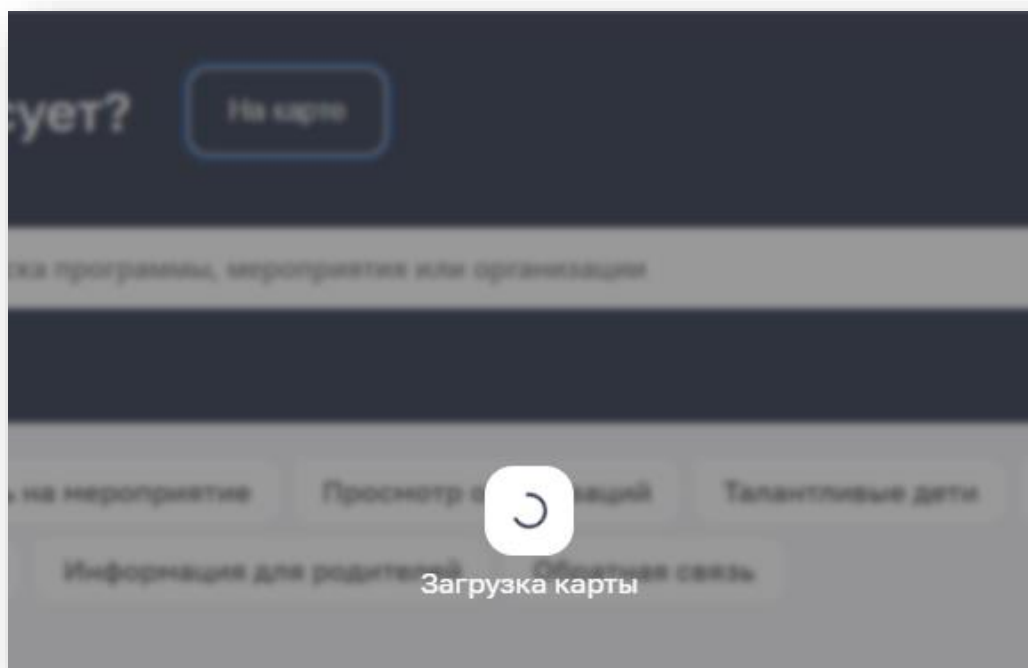 сует?
На карте
ска программы, мероприятия или организации
ь на мероприятие
Просмотр о заций
Талантливые дети
Информация для родителей
Обратная связь
Загрузка карты